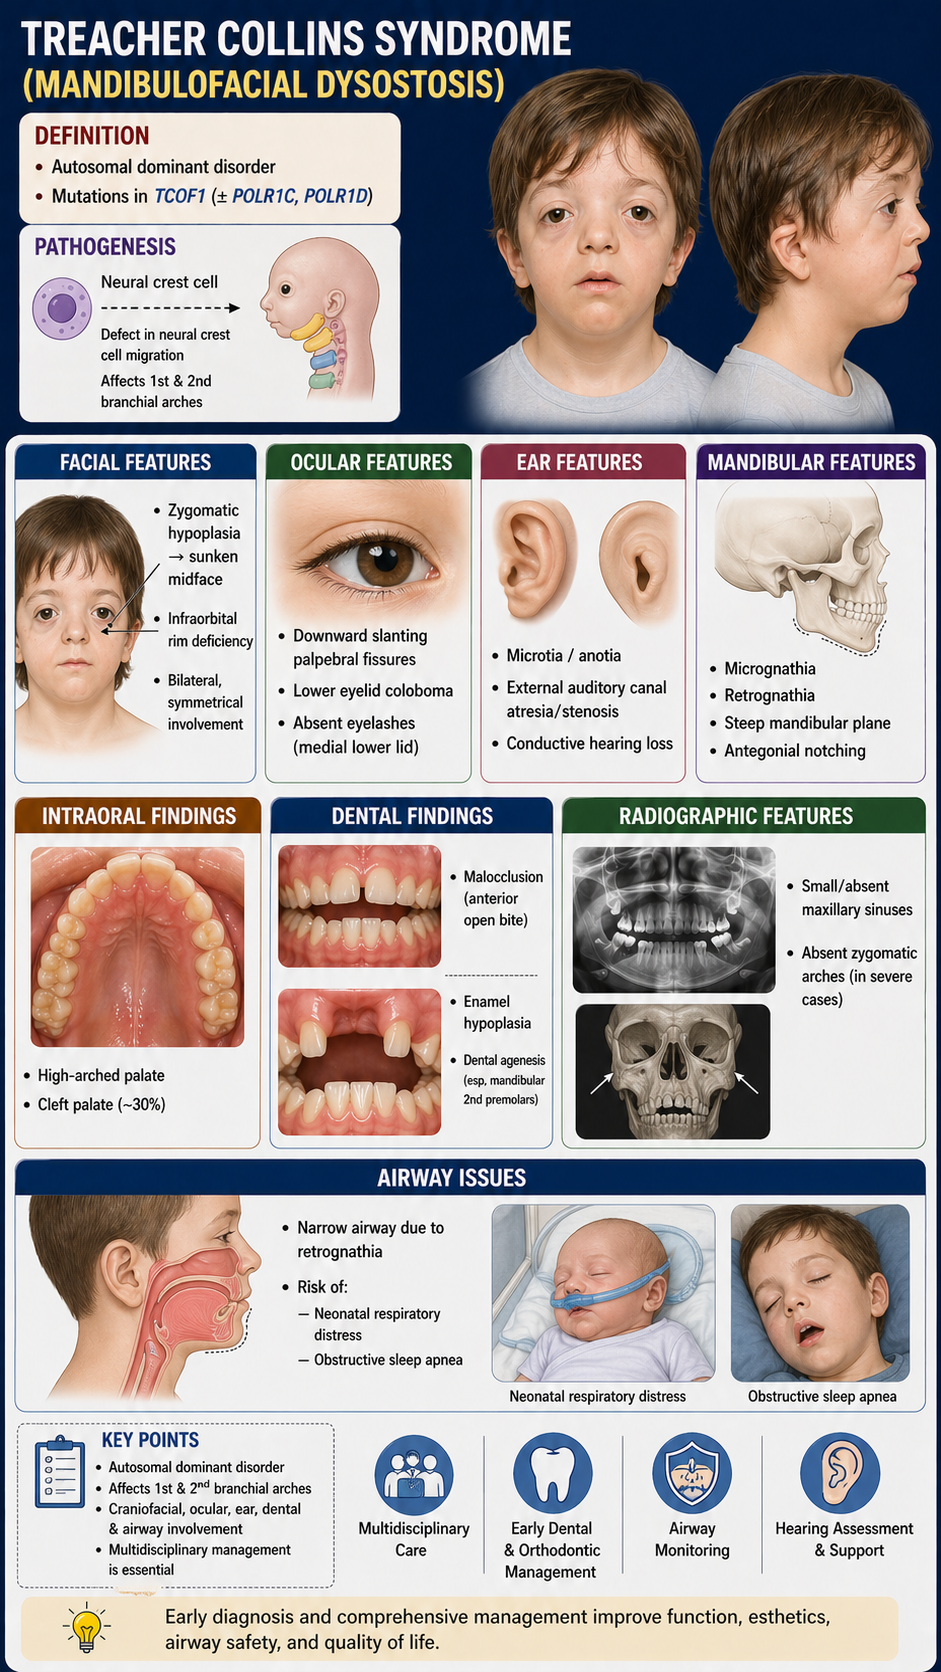 TREACHER COLLINS SYNDROME
(MANDIBULOFACIAL DYSOSTOSIS)
DEFINITION
• Autosomal dominant disorder
• Mutations in TCOF1 (± POLR1C, POLR1D)
PATHOGENESIS
Neural crest cell
Defect in neural crest
cell migration
Affects 1st & 2nd
branchial arches
FACIAL FEATURES
• Zygomatic
hypoplasia
→ sunken
midface
• Infraorbital
rim deficiency
• Bilateral,
symmetrical
involvement
OCULAR FEATURES
• Downward slanting
palpebral fissures
• Lower eyelid coloboma
• Absent eyelashes
(medial lower lid)
EAR FEATURES
• Microtia / anotia
• External auditory canal
atresia/stenosis
• Conductive hearing loss
MANDIBULAR FEATURES
• Micrognathia
• Retrognathia
• Steep mandibular plane
• Antegonial notching
INTRAORAL FINDINGS
• High-arched palate
• Cleft palate (~30%)
DENTAL FINDINGS
• Malocclusion
(anterior
open bite)
• Enamel
hypoplasia
• Dental agenesis
(esp, mandibular
2nd premolars)
RADIOGRAPHIC FEATURES
• Small/absent
maxillary sinuses
• Absent zygomatic
arches (in severe
cases)
AIRWAY ISSUES
• Narrow airway due to
retrognathia
• Risk of:
– Neonatal respiratory
distress
– Obstructive sleep apnea
Neonatal respiratory distress
Obstructive sleep apnea
KEY POINTS
• Autosomal dominant disorder
• Affects 1st & 2nd branchial arches
• Craniofacial, ocular, ear, dental
& airway involvement
• Multidisciplinary management
is essential
Multidisciplinary
Care
Early Dental
& Orthodontic
Management
Airway
Monitoring
Hearing Assessment
& Support
Early diagnosis and comprehensive management improve function, esthetics,
airway safety, and quality of life.